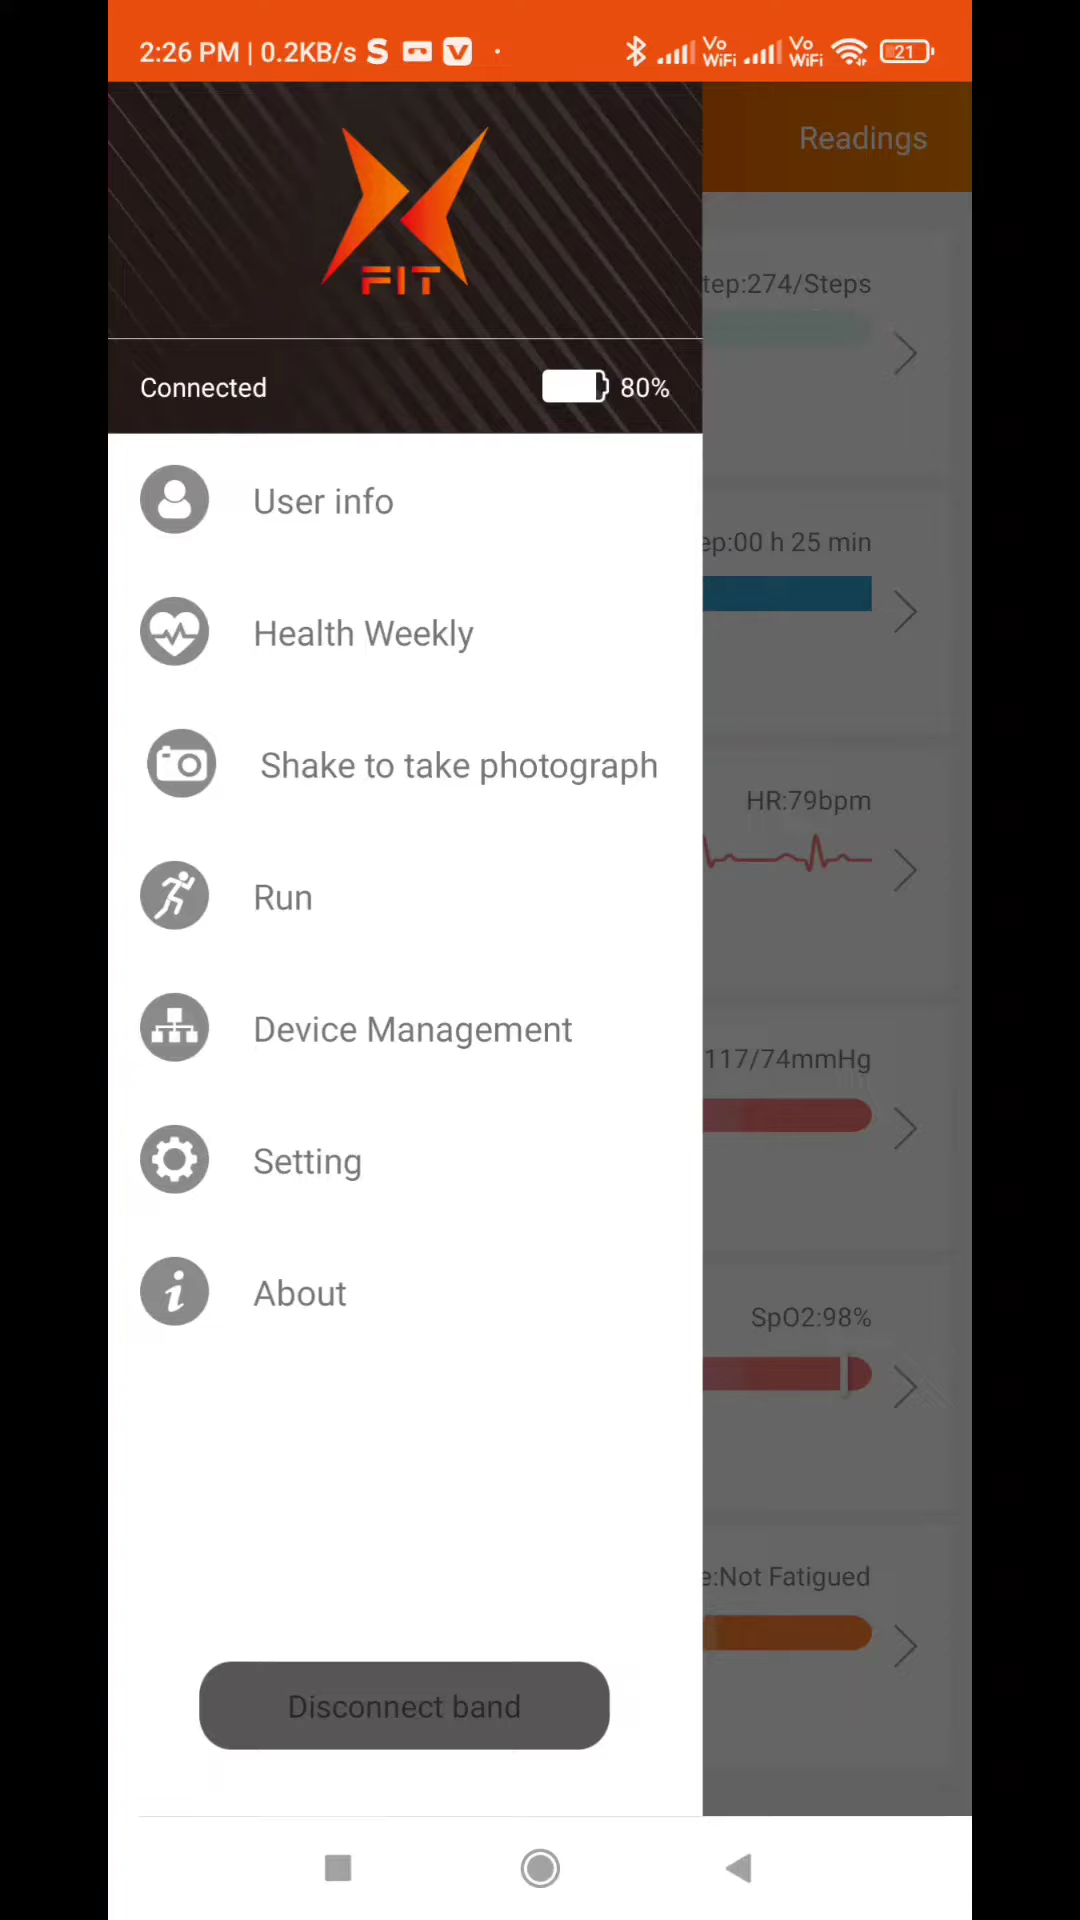 2:26 PM | 0.2KB/s S V
Vo WiFi Vo WiFi 21
Readings
FIT
Connected 80%
User info
Health Weekly
Shake to take photograph
Run
Device Management
Setting
About
Disconnect band
tep:274/Steps
ep:00 h 25 min
HR:79bpm
117/74mmHg
SpO2:98%
e:Not Fatigued